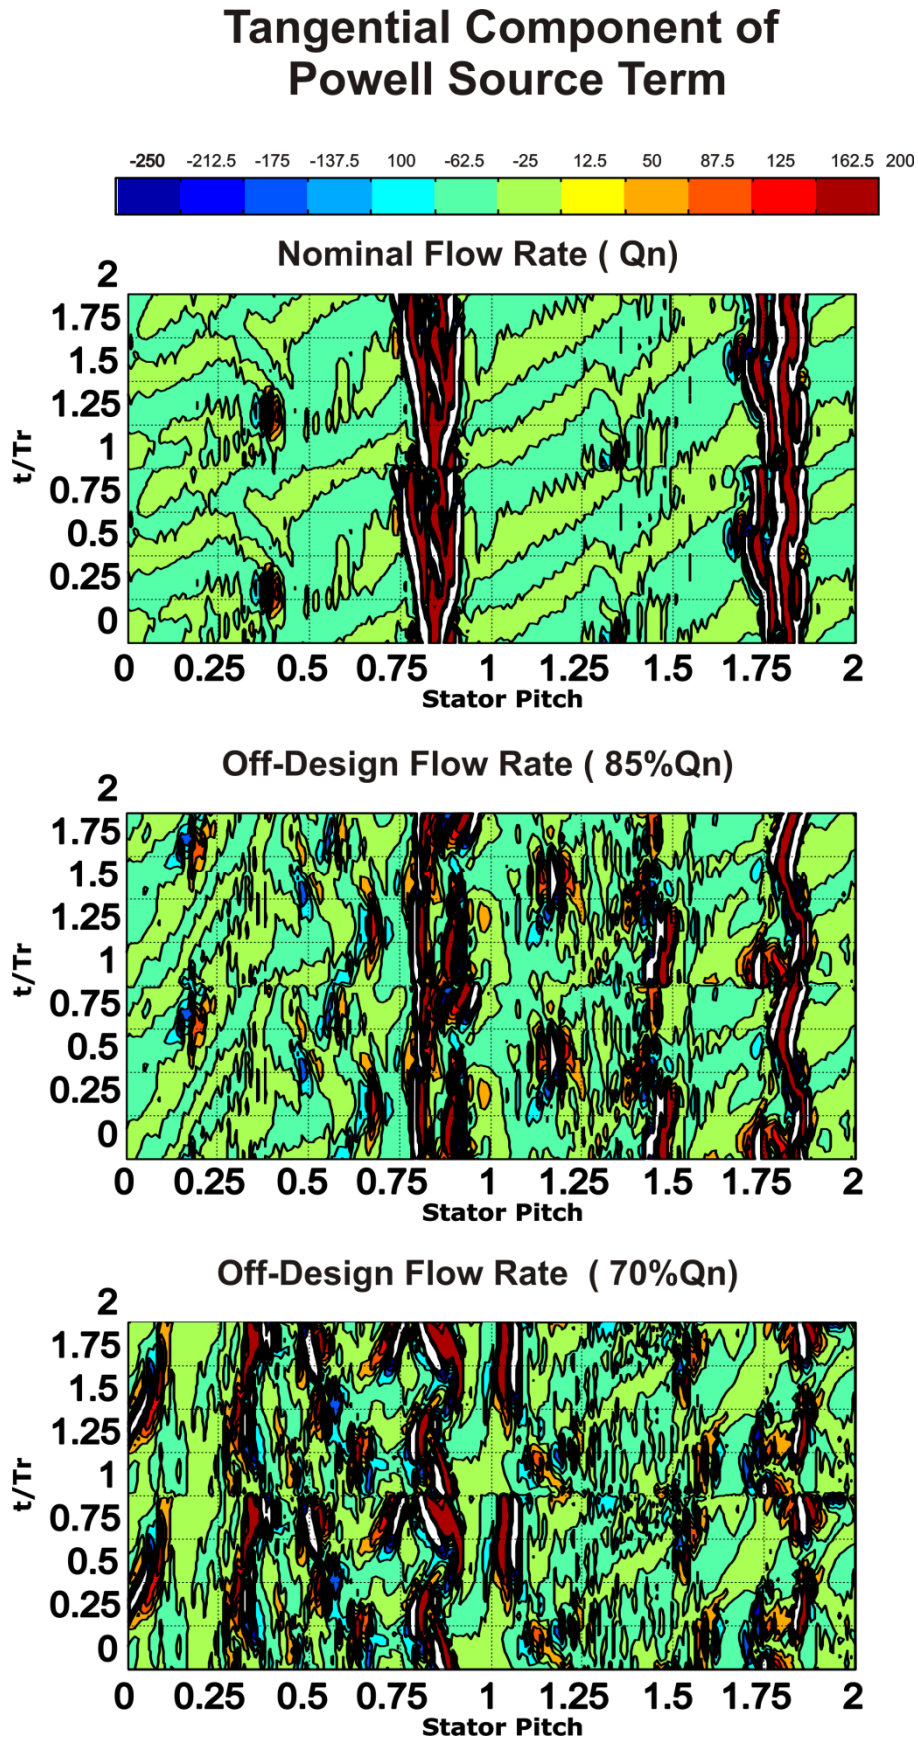 Tangential Component of
Powell Source Term
-250 -212.5 -175 -137.5 100 -62.5 -25 12.5 50 87.5 125 162.5 200
Nominal Flow Rate ( Qn)
2
1.75
1.5
1.25
1
0.75
0.5
0.25
0
t/Tr
0 0.25 0.5 0.75 1 1.25 1.5 1.75 2
Stator Pitch
Off-Design Flow Rate ( 85%Qn)
2
1.75
1.5
1.25
1
0.75
0.5
0.25
0
t/Tr
0 0.25 0.5 0.75 1 1.25 1.5 1.75 2
Stator Pitch
Off-Design Flow Rate ( 70%Qn)
2
1.75
1.5
1.25
1
0.75
0.5
0.25
0
t/Tr
0 0.25 0.5 0.75 1 1.25 1.5 1.75 2
Stator Pitch